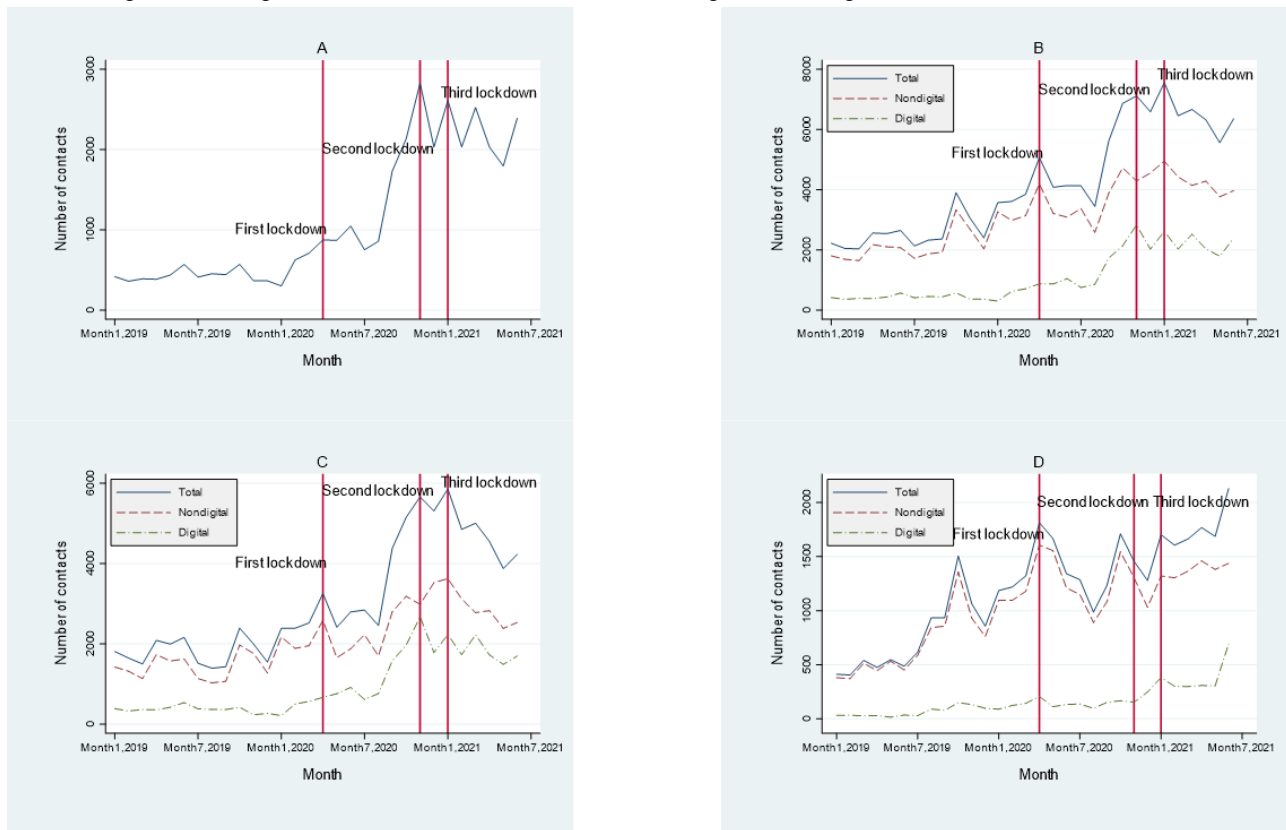 A
Number of contacts
3000
2000
1000
0
First lockdown
Second lockdown
Third lockdown
Month1,2019 Month7,2019 Month1,2020 Month7,2020 Month1,2021 Month7,2021
Month
B
Total
Nondigital
Digital
Number of contacts
8000
6000
4000
2000
0
First lockdown
Second lockdown
Third lockdown
Month1,2019 Month7,2019 Month1,2020 Month7,2020 Month1,2021 Month7,2021
Month
C
Total
Nondigital
Digital
Number of contacts
6000
4000
2000
0
First lockdown
Second lockdown
Third lockdown
Month1,2019 Month7,2019 Month1,2020 Month7,2020 Month1,2021 Month7,2021
Month
D
Total
Nondigital
Digital
Number of contacts
2000
1500
1000
500
0
First lockdown
Second lockdown
Third lockdown
Month1,2019 Month7,2019 Month1,2020 Month7,2020 Month1,2021 Month7,2021
Month